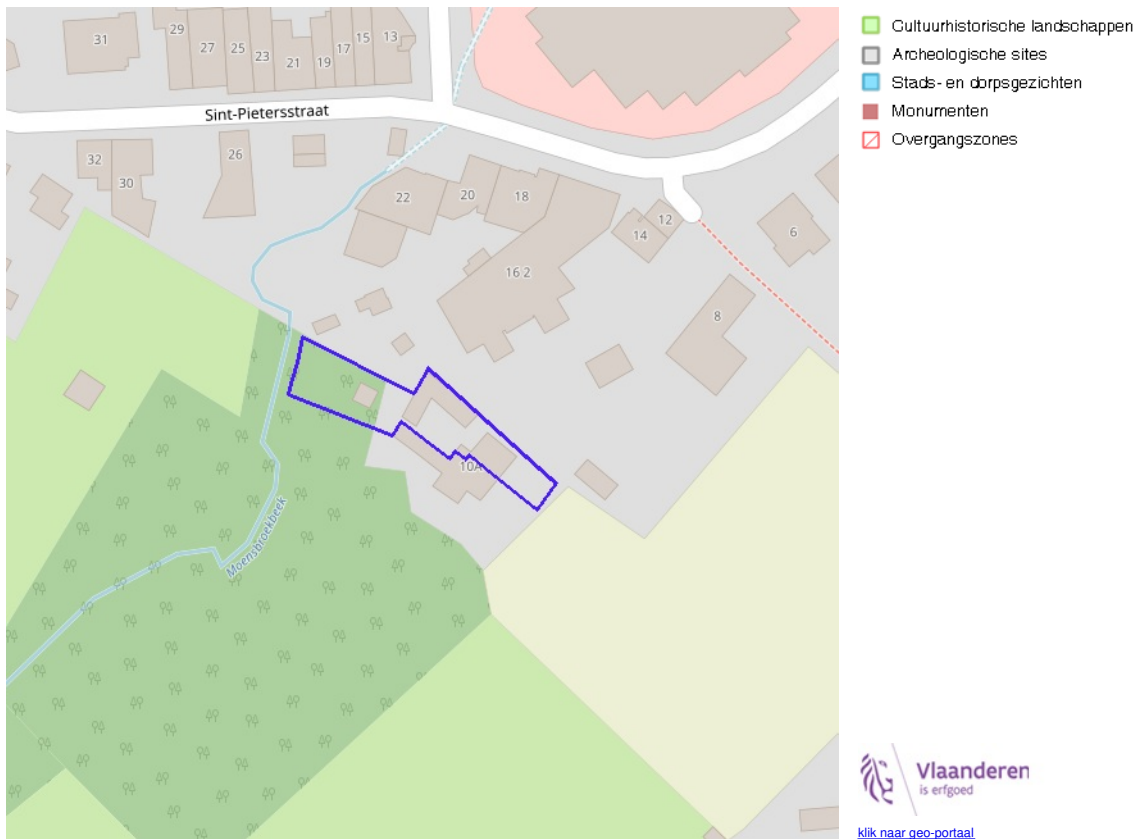 31
29
27
25
23
21
19
17
15
13
Sint-Pietersstraat
32
30
26
22
20
18
16 2
14
12
6
8
10A
Moensbroekbeek
Cultuurhistorische landschappen
Archeologische sites
Stads- en dorpsgezichten
Monumenten
Overgangszones
Vlaanderen
is erfgoed
klik naar geo-portaal